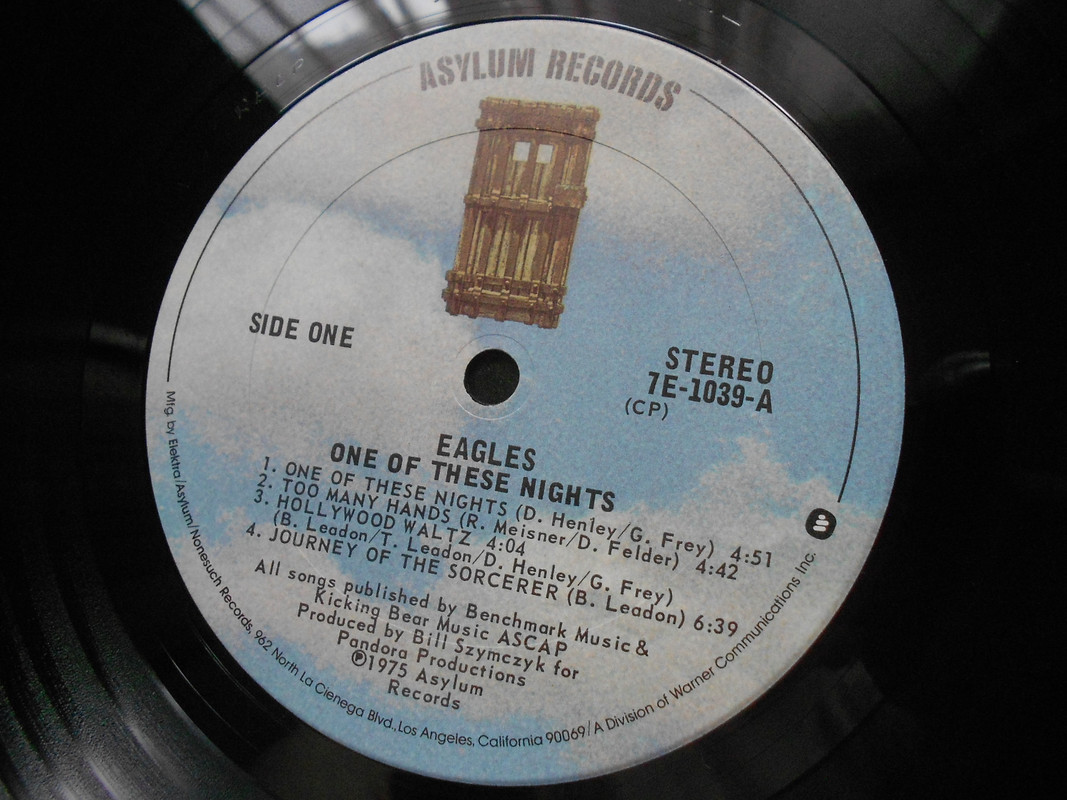 ASYLUM RECORDS
SIDE ONE
STEREO
7E-1039-A
(CP)
EAGLES
ONE OF THESE NIGHTS
1. ONE OF THESE NIGHTS (D. Henley/G. Frey) 4:51
2. TOO MANY HANDS (R. Meisner/D. Felder) 4:42
3. HOLLYWOOD WALTZ 4:04
(B. Leadon/T. Leadon/D. Henley/G. Frey)
4. JOURNEY OF THE SORCERER (B. Leadon) 6:39
All songs published by Benchmark Music &
Kicking Bear Music ASCAP
Produced by Bill Szymczyk for
Pandora Productions
Ⓟ1975 Asylum
Records
Mfg. by Elektra/Asylum/Nonesuch Records, 962 North La Cienega Blvd., Los Angeles, California 90069/A Division of Warner Communications Inc.